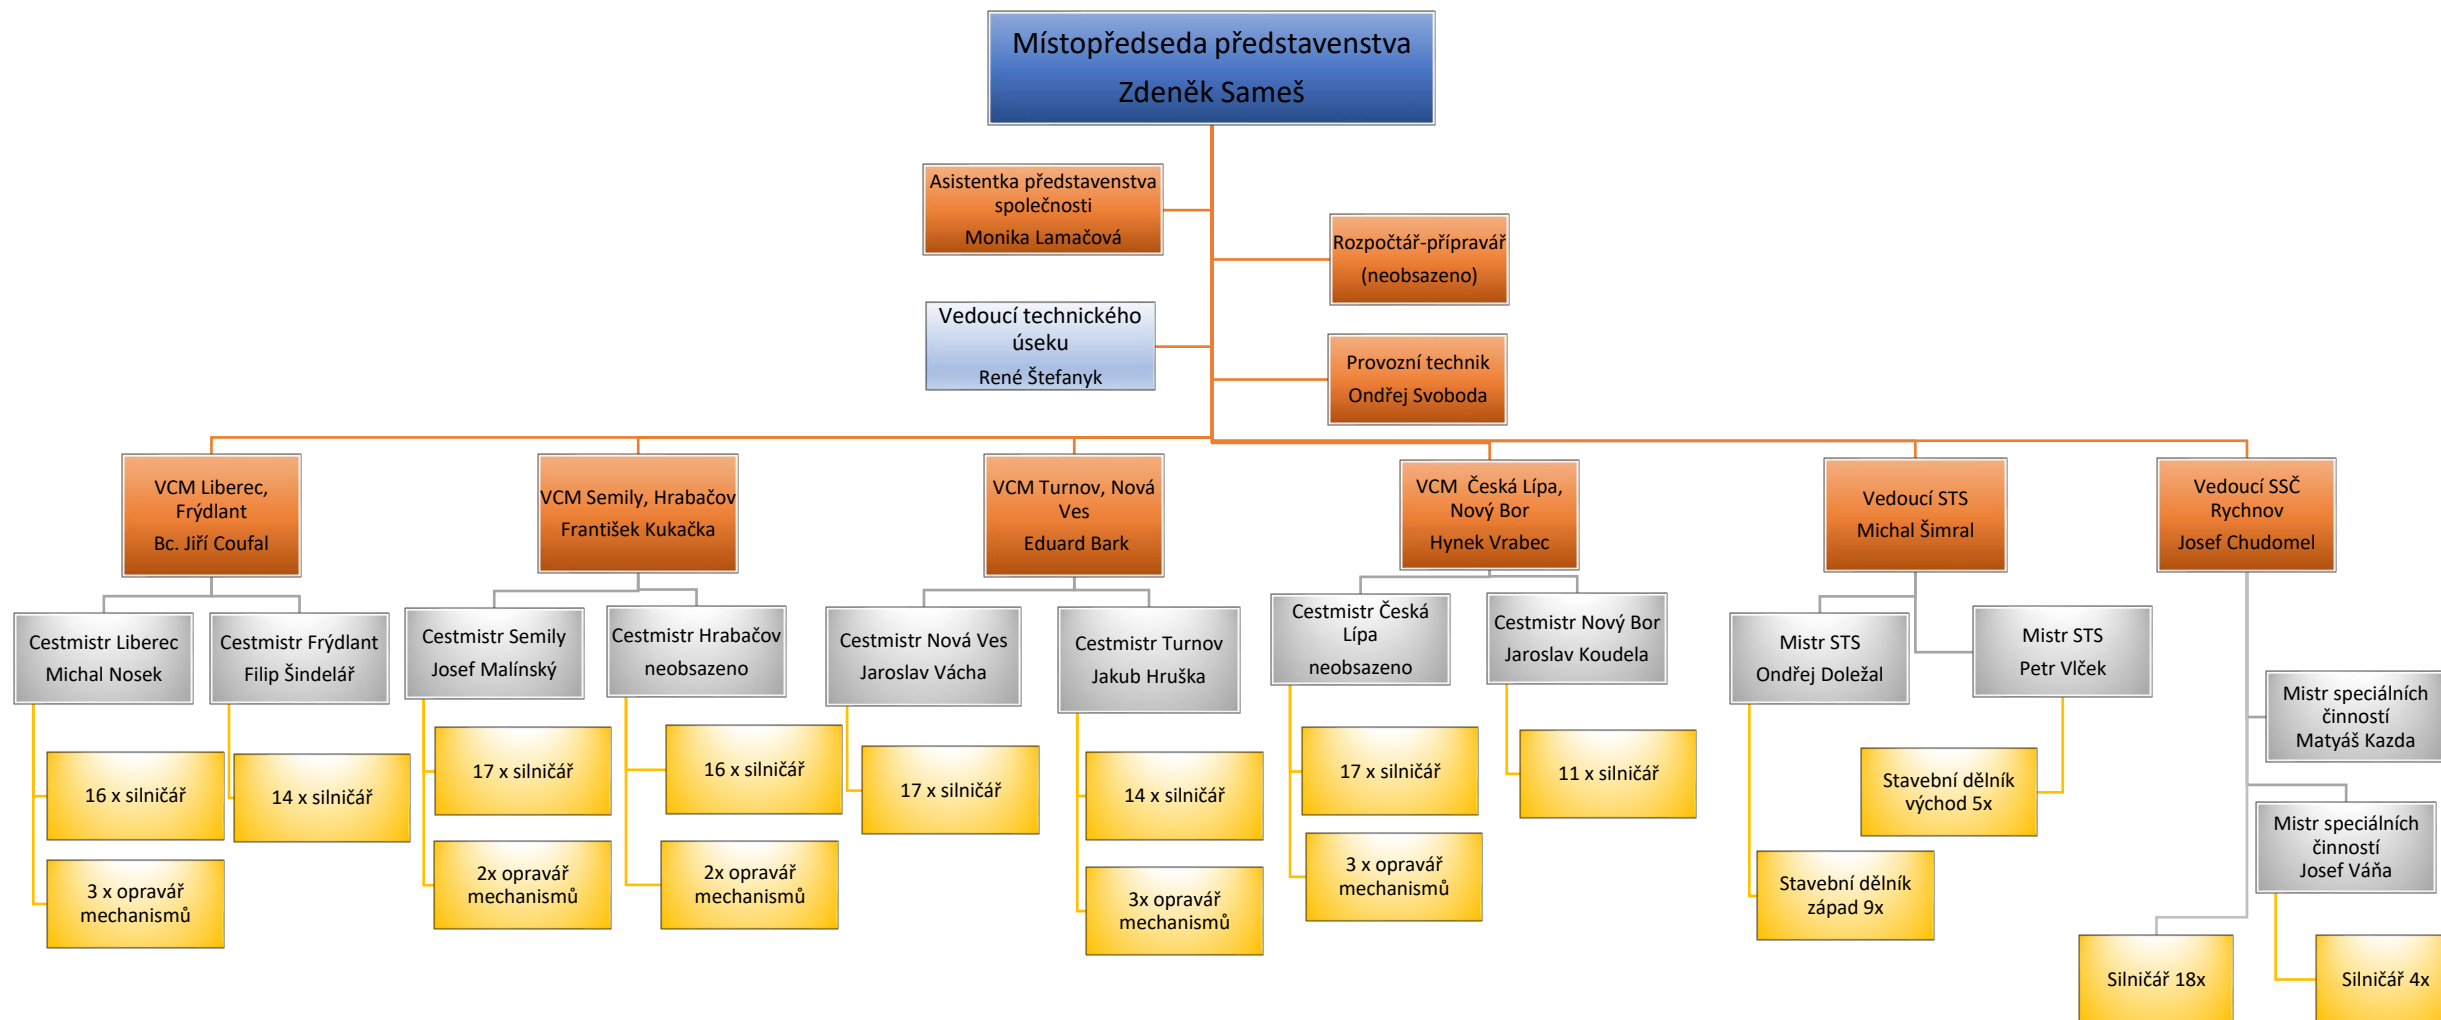 Místopředseda představenstva
Zdeněk Sameš
Asistentka představenstva
společnosti
Monika Lamačová
Rozpočtář-přípravář
(neobsazeno)
Vedoucí technického
úseku
René Štefanyk
Provozní technik
Ondřej Svoboda
VCM Liberec,
Frýdlant
Bc. Jiří Coufal
VCM Semily, Hrabačov
František Kukačka
VCM Turnov, Nová
Ves
Eduard Bark
VCM  Česká Lípa,
Nový Bor
Hynek Vrabec
Vedoucí STS
Michal Šimral
Vedoucí SSČ
Rychnov
Josef Chudomel
Cestmistr Liberec
Michal Nosek
Cestmistr Frýdlant
Filip Šindelář
Cestmistr Semily
Josef Malínský
Cestmistr Hrabačov
neobsazeno
Cestmistr Nová Ves
Jaroslav Vácha
Cestmistr Turnov
Jakub Hruška
Cestmistr Česká
Lípa
neobsazeno
Cestmistr Nový Bor
Jaroslav Koudela
Mistr STS
Ondřej Doležal
Mistr STS
Petr Vlček
Mistr speciálních
činností
Matyáš Kazda
16 x silničář
14 x silničář
17 x silničář
16 x silničář
17 x silničář
14 x silničář
17 x silničář
11 x silničář
Stavební dělník
východ 5x
Mistr speciálních
činností
Josef Váňa
3 x opravář
mechanismů
2x opravář
mechanismů
2x opravář
mechanismů
3x opravář
mechanismů
3 x opravář
mechanismů
Stavební dělník
západ 9x
Silničář 18x
Silničář 4x